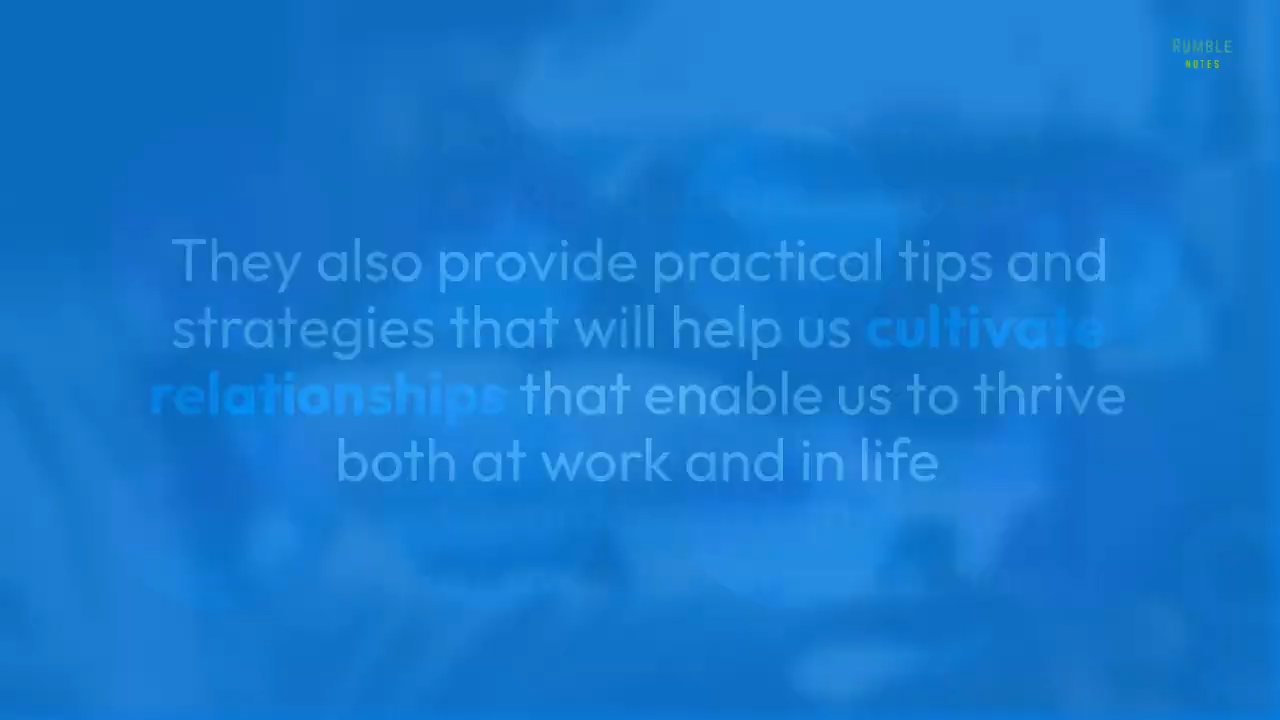 RUMBLE
NOTES
They also provide practical tips and
strategies that will help us cultivate
relationships that enable us to thrive
both at work and in life